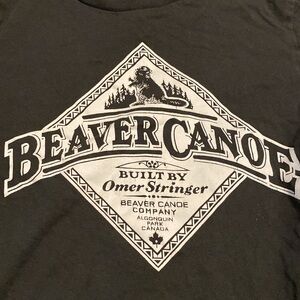 BEAVER CANOE
BUILT BY
Omer Stringer
BEAVER CANOE
COMPANY
ALGONQUIN
PARK
CANADA